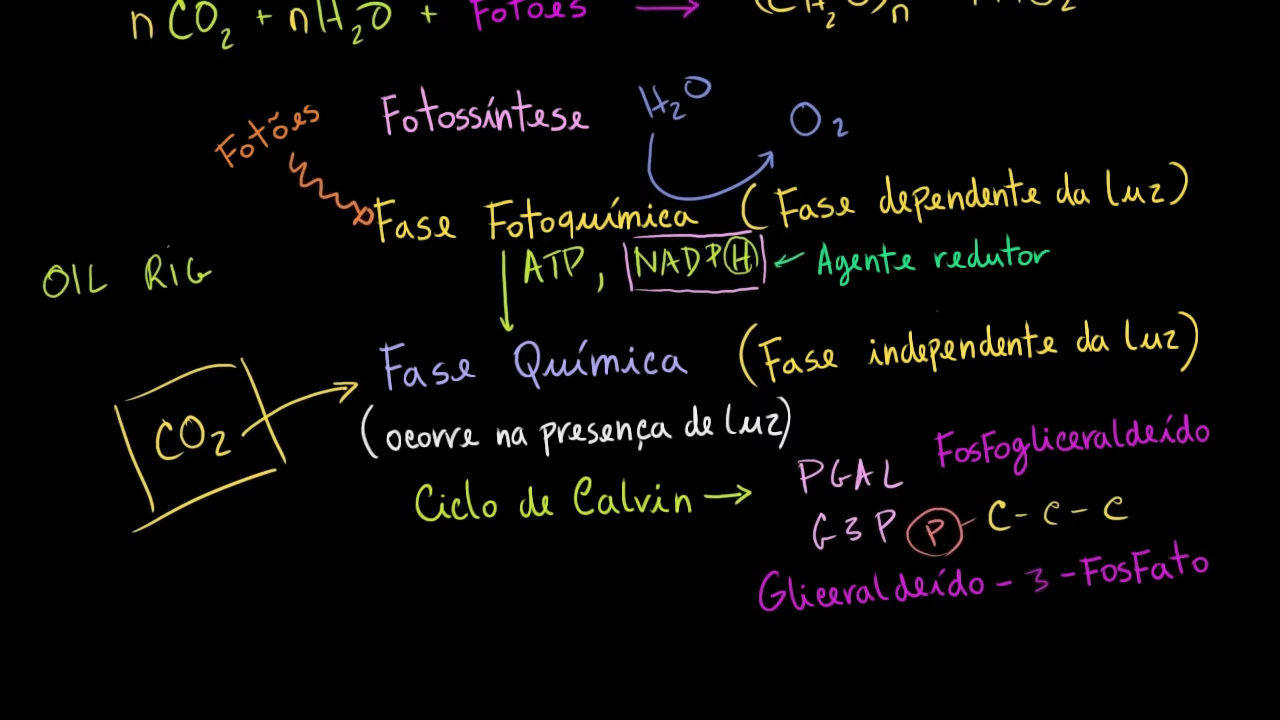 nCO₂ + nH₂O + Fotões → (CH₂O)n
Fotossíntese
H₂O
O₂
Fotões
Fase Fotoquímica (Fase dependente da luz)
ATP, NADPH ← Agente redutor
OIL RIG
Fase Química (Fase independente da luz)
CO₂
(ocorre na presença de luz)
Ciclo de Calvin →
PGAL Fosfogliceraldeído
G3P P-C-C-C
Gliceraldeído-3-Fosfato